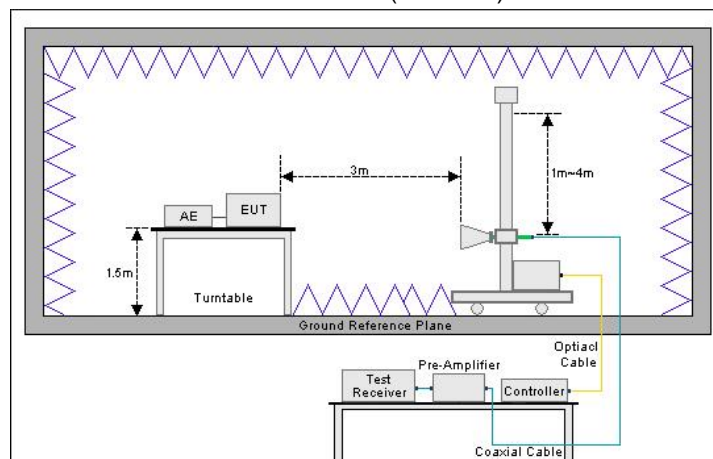 3m
1m~4m
AE
EUT
1.5m
Turntable
Ground Reference Plane
Optiacl
Cable
Pre-Amplifier
Test
Receiver
Controller
Coaxial Cable